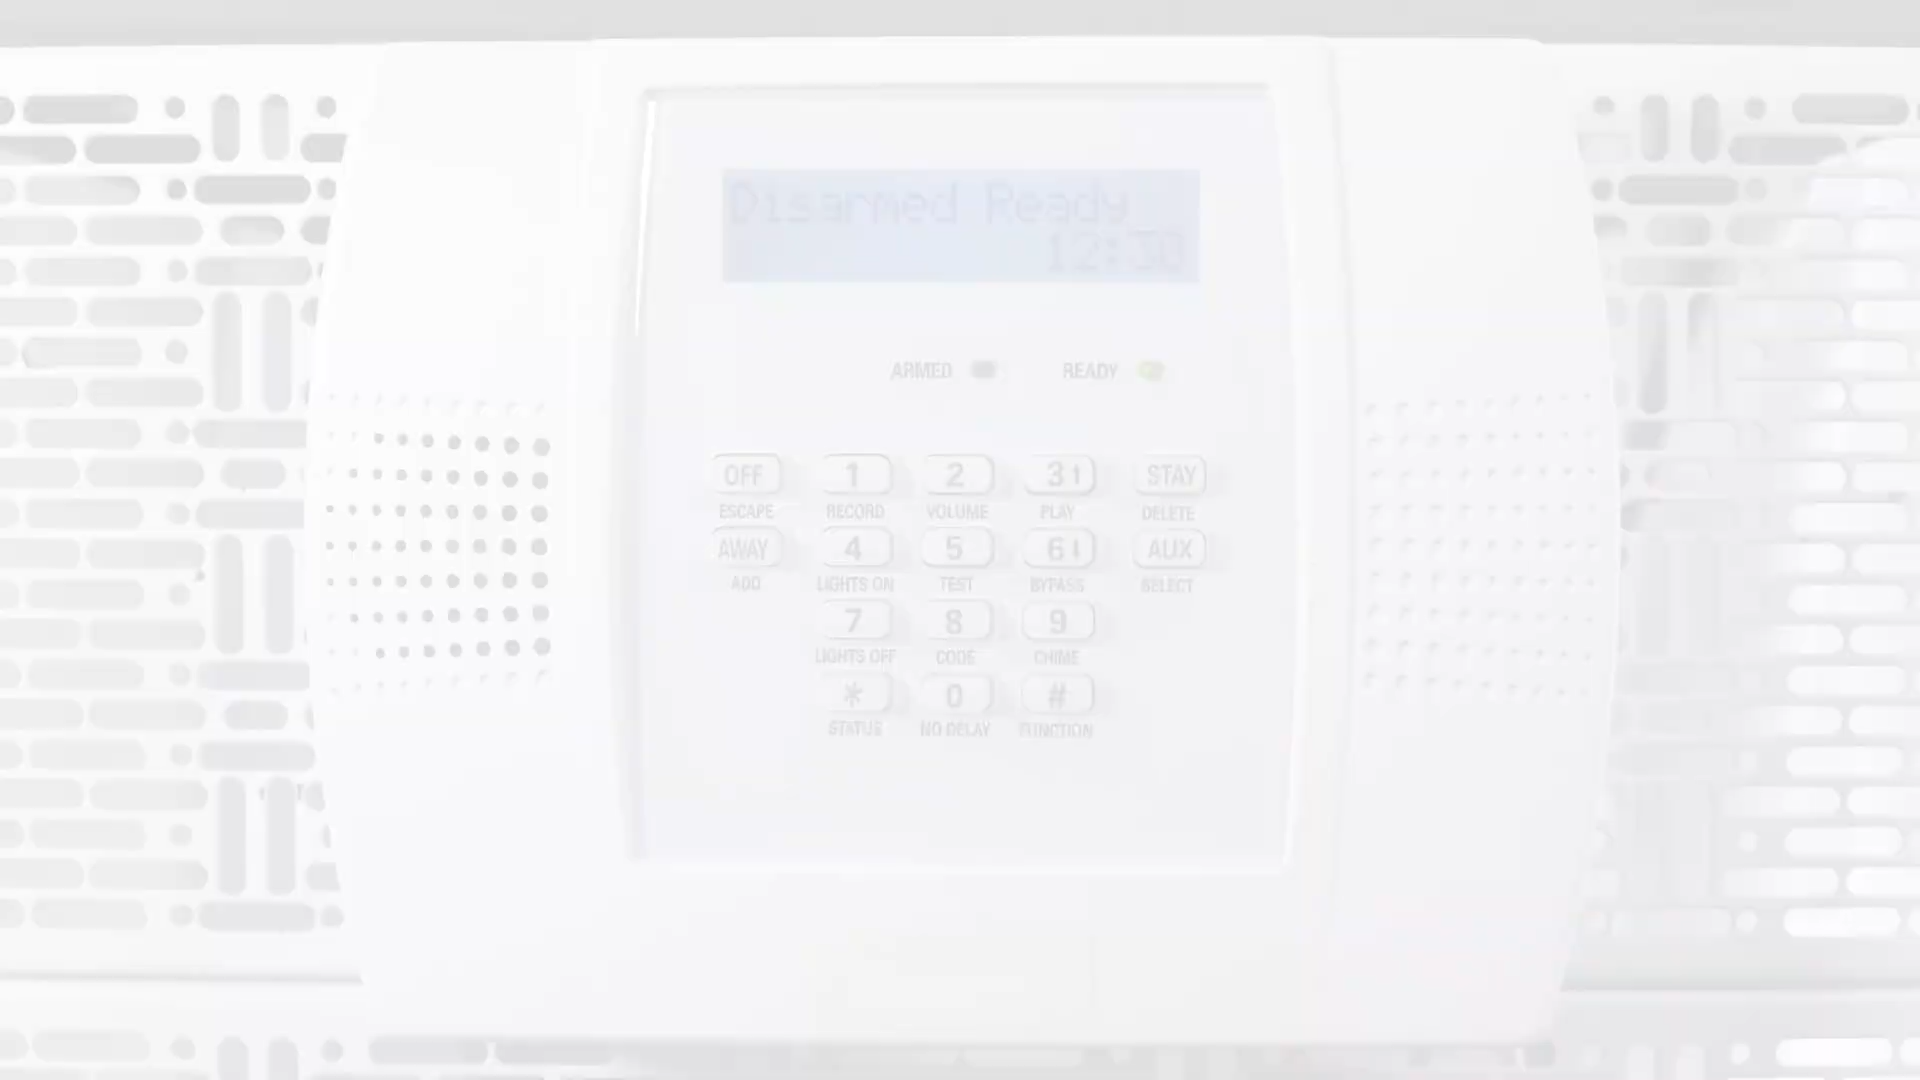 Disarmed Ready
12:30
ARMED READY
OFF 1 2 3 STAY
ESCAPE RECORD VOLUME PLAY DELETE
AWAY 4 5 6 AUX
ADD LIGHTS ON TEST BYPASS SELECT
7 8 9
LIGHTS OFF CODE CHIME
* 0 #
STATUS NO DELAY FUNCTION